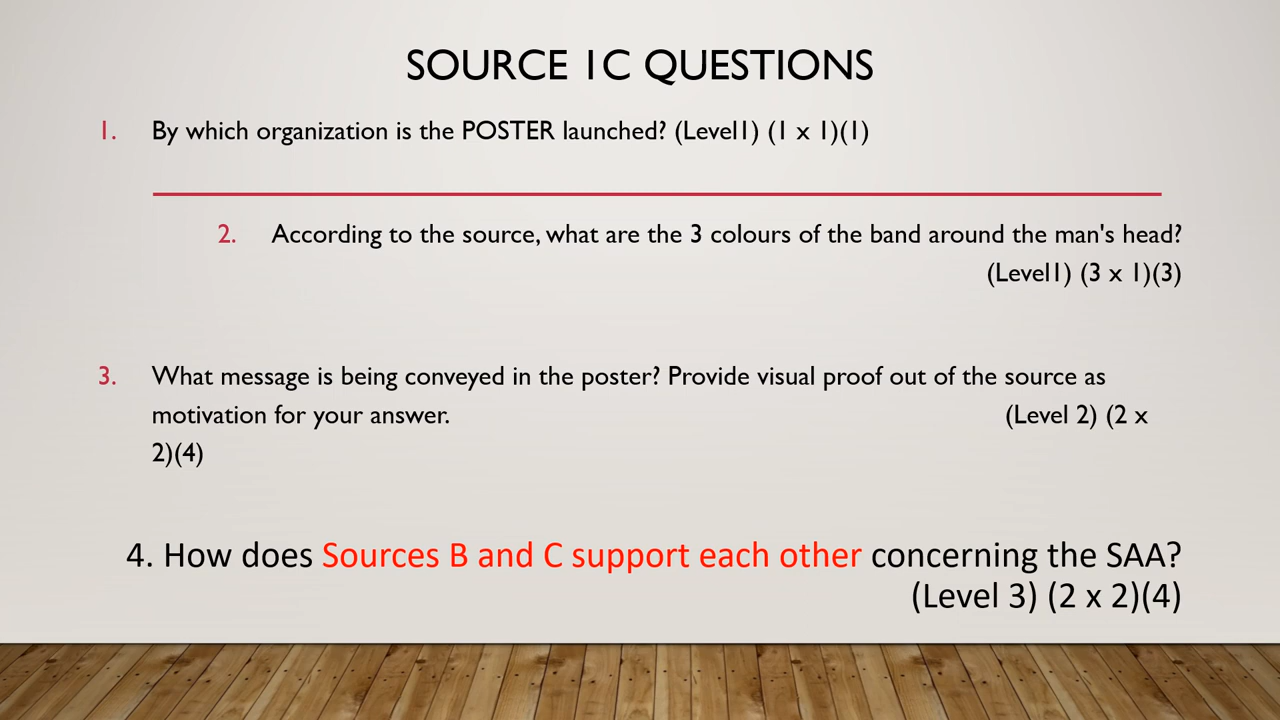 SOURCE 1C QUESTIONS
1. By which organization is the POSTER launched? (Level1) (1 x 1)(1)
2. According to the source, what are the 3 colours of the band around the man's head?
(Level1) (3 x 1)(3)
3. What message is being conveyed in the poster? Provide visual proof out of the source as
motivation for your answer. (Level 2) (2 x
2)(4)
4. How does Sources B and C support each other concerning the SAA?
(Level 3) (2 x 2)(4)